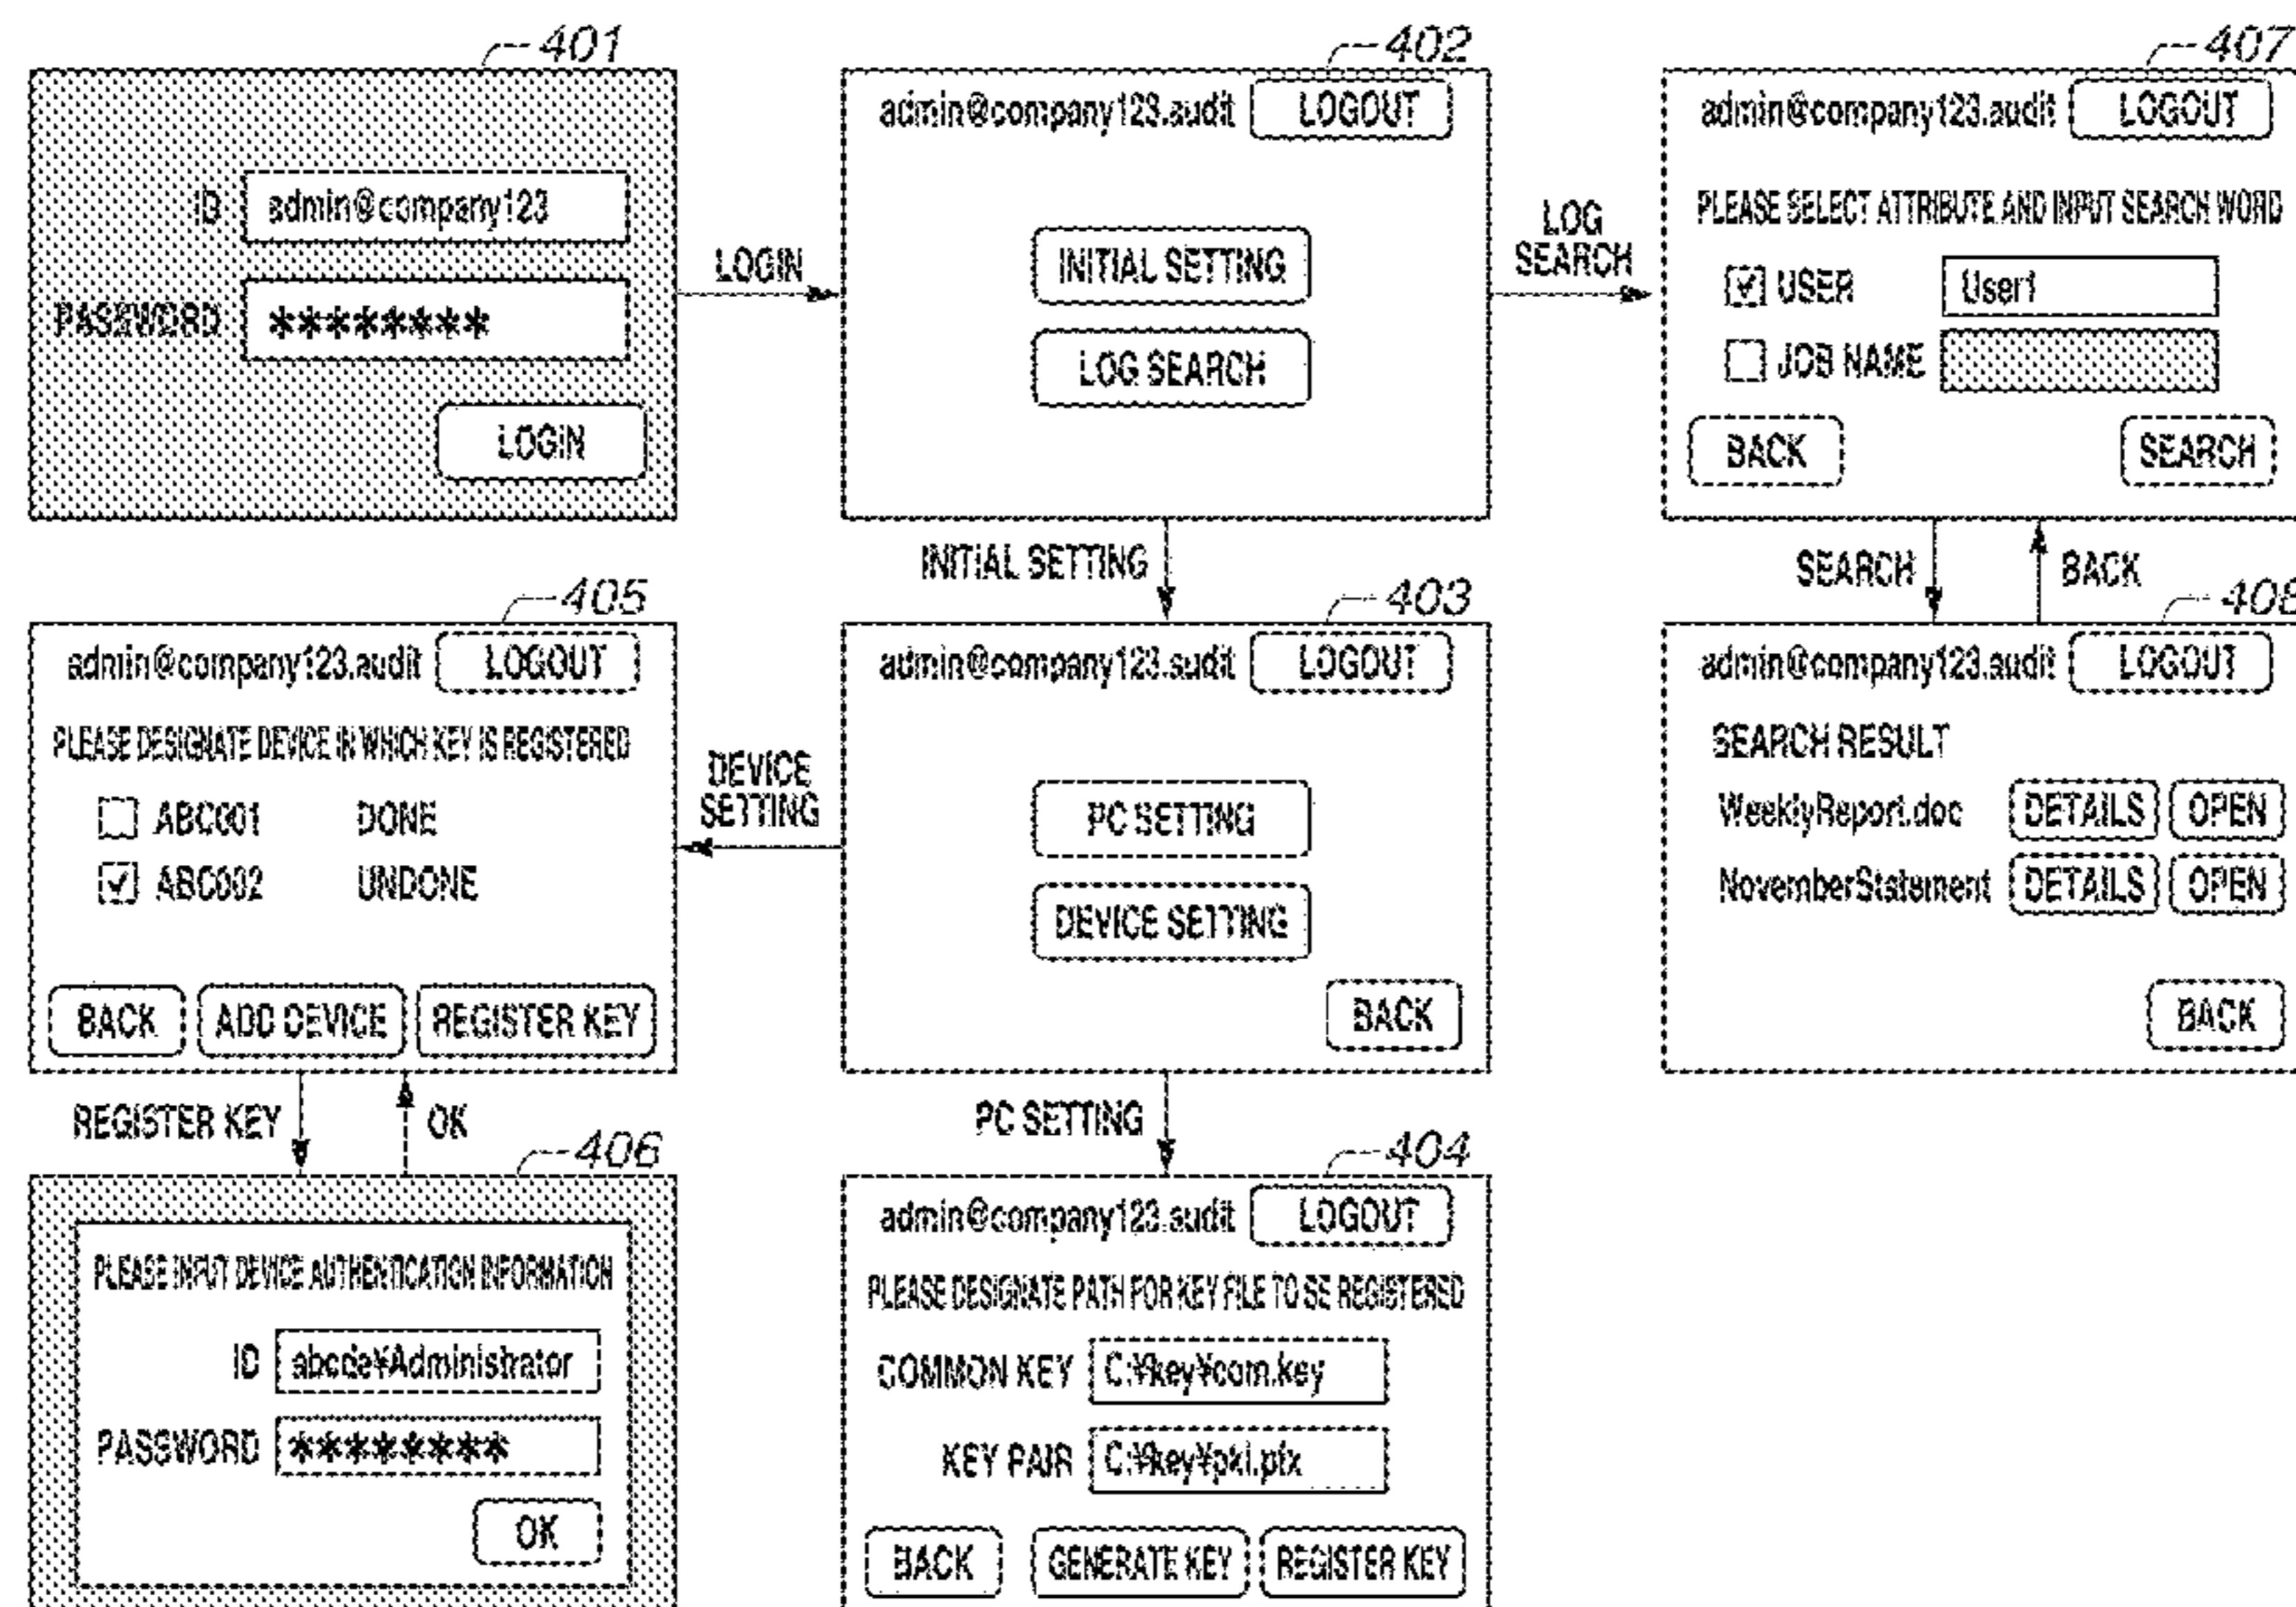 401
ID admin@company123
PASSWORD ********
LOGIN
LOGIN
402
admin@company123.audit LOGOUT
INITIAL SETTING
LOG SEARCH
LOG
SEARCH
407
admin@company123.audit LOGOUT
PLEASE SELECT ATTRIBUTE AND INPUT SEARCH WORD
USER User1
JOB NAME
BACK SEARCH
INITIAL SETTING
SEARCH BACK
405
admin@company123.audit LOGOUT
PLEASE DESIGNATE DEVICE IN WHICH KEY IS REGISTERED
ABC001 DONE
ABC002 UNDONE
BACK ADD DEVICE REGISTER KEY
DEVICE
SETTING
403
admin@company123.audit LOGOUT
PC SETTING
DEVICE SETTING
BACK
408
admin@company123.audit LOGOUT
SEARCH RESULT
WeeklyReport.doc DETAILS OPEN
NovemberStatement DETAILS OPEN
BACK
REGISTER KEY OK
PC SETTING
406
PLEASE INPUT DEVICE AUTHENTICATION INFORMATION
ID abcde¥Administrator
PASSWORD ********
OK
404
admin@company123.audit LOGOUT
PLEASE DESIGNATE PATH FOR KEY FILE TO BE REGISTERED
COMMON KEY C:¥key¥com.key
KEY PAIR C:¥key¥pki.pfx
BACK GENERATE KEY REGISTER KEY